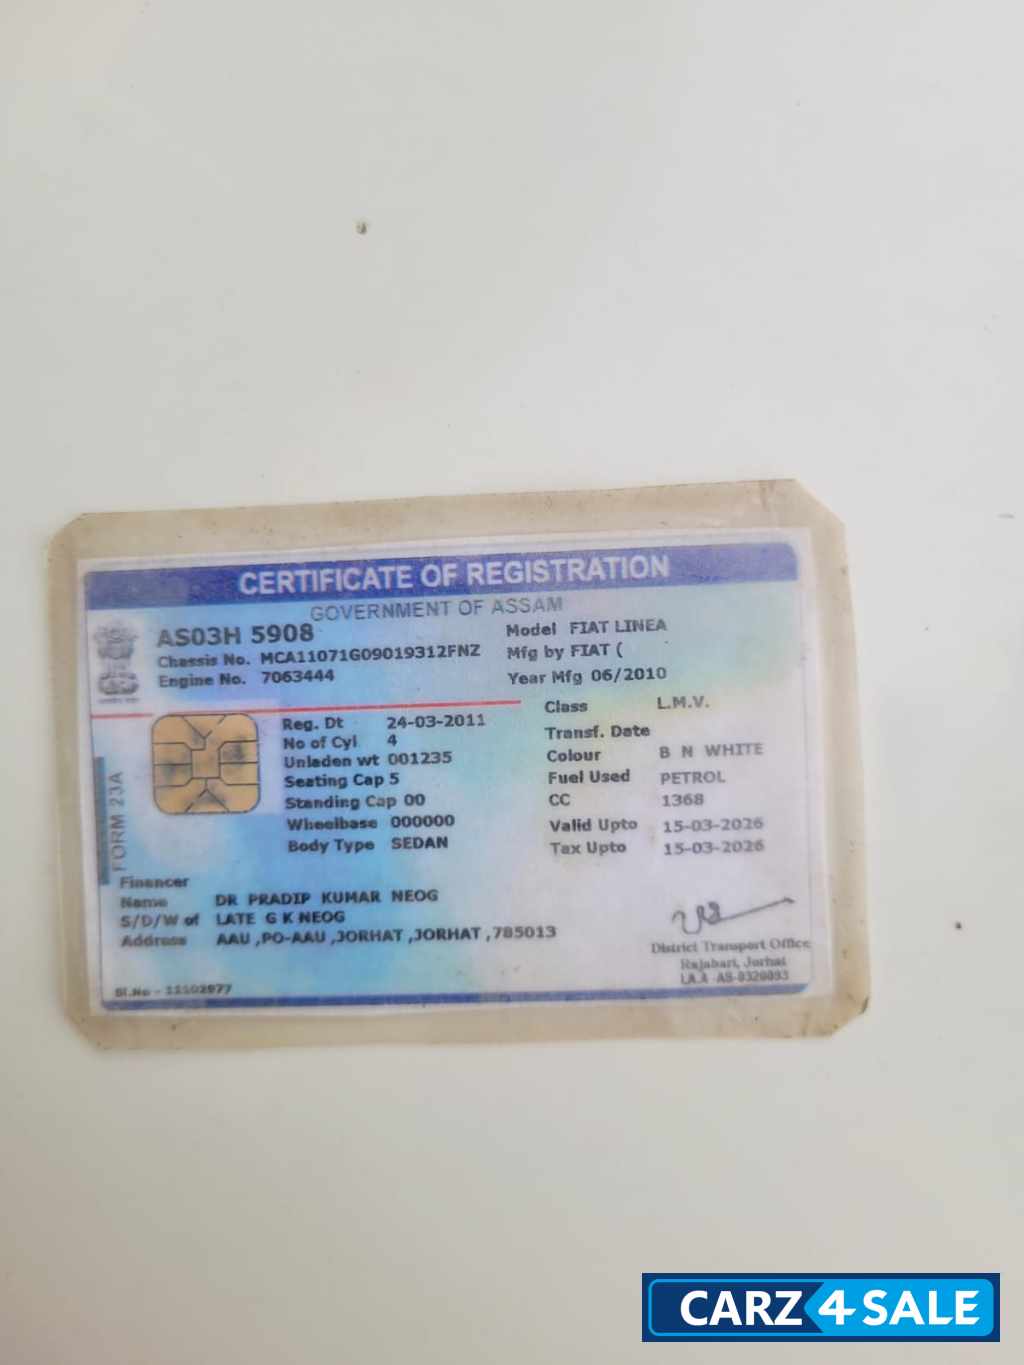 CERTIFICATE OF REGISTRATION
GOVERNMENT OF ASSAM
AS03H 5908
Chassis No. MCA11071G09019312FNZ
Engine No. 7063444
Model FIAT LINEA
Mfg by FIAT (
Year Mfg 06/2010
Reg. Dt 24-03-2011
No of Cyl 4
Unladen wt 001235
Seating Cap 5
Standing Cap 00
Wheelbase 000000
Body Type SEDAN
Class L.M.V.
Transf. Date
Colour B N WHITE
Fuel Used PETROL
CC 1368
Valid Upto 15-03-2026
Tax Upto 15-03-2026
FORM 23A
Financer
Name DR PRADIP KUMAR NEOG
S/D/W of LATE G K NEOG
Address AAU ,PO-AAU ,JORHAT ,JORHAT ,785013
District Transport Office
Rajabari, Jorhat
Sl.No - 11102977
CARZ4SALE